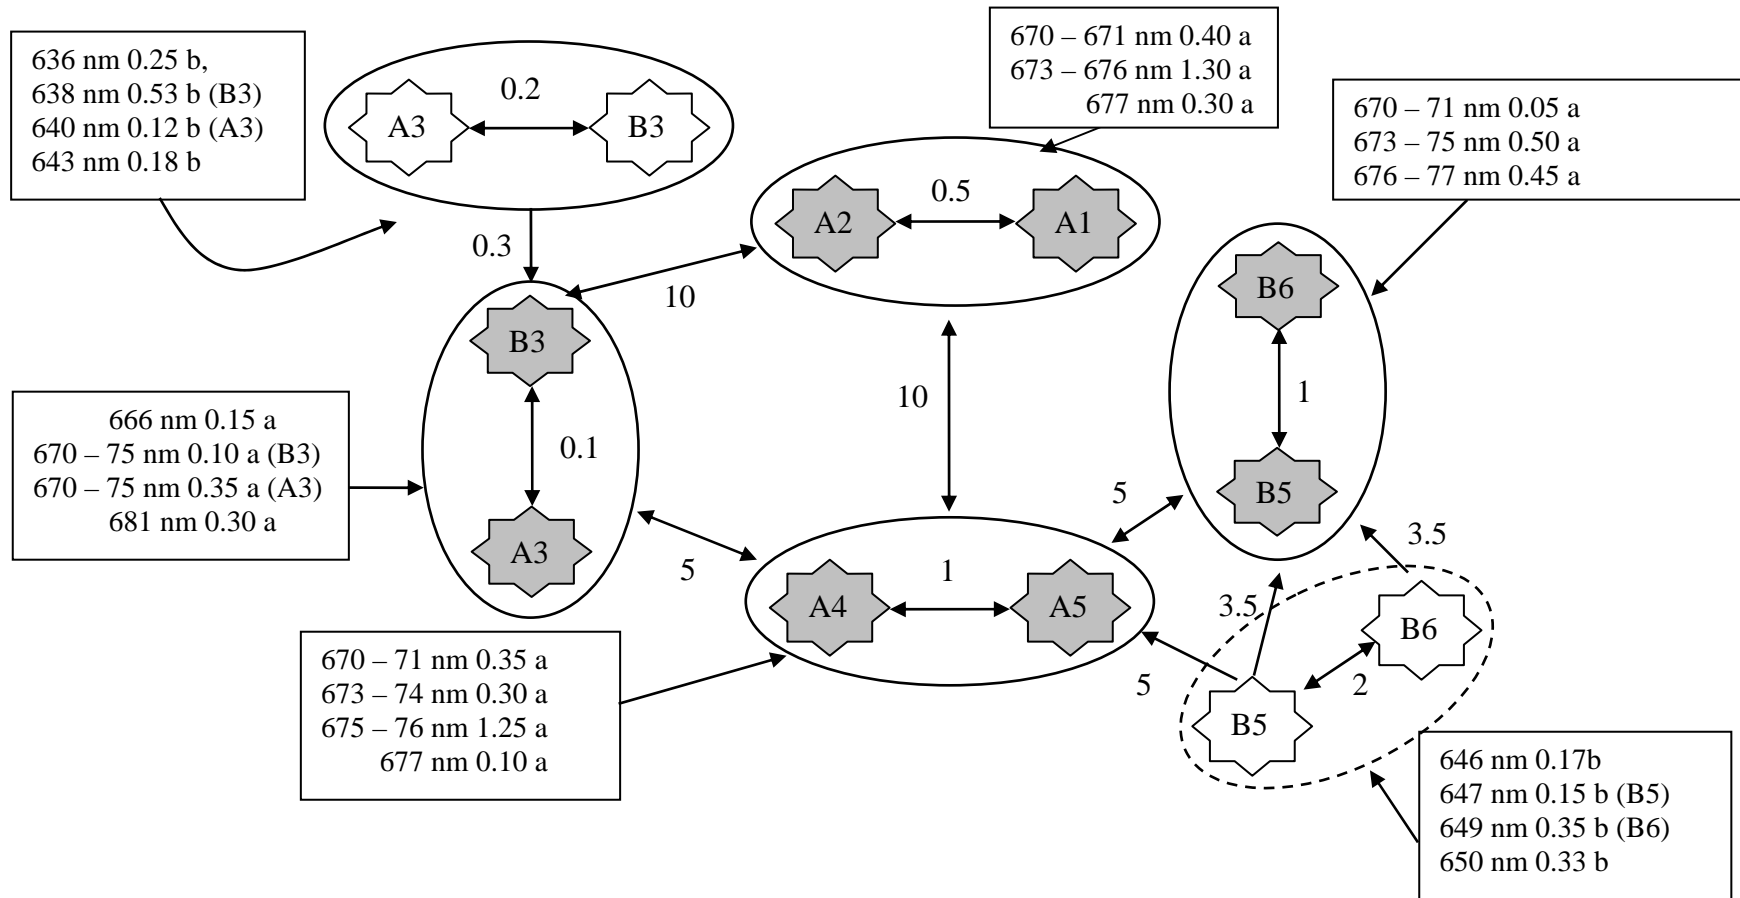 636 nm 0.25 b,
638 nm 0.53 b (B3)
640 nm 0.12 b (A3)
643 nm 0.18 b
A3
0.2
B3
670 – 671 nm 0.40 a
673 – 676 nm 1.30 a
677 nm 0.30 a
670 – 71 nm 0.05 a
673 – 75 nm 0.50 a
676 – 77 nm 0.45 a
A2
0.5
A1
0.3
10
B6
1
B5
B3
0.1
A3
666 nm 0.15 a
670 – 75 nm 0.10 a (B3)
670 – 75 nm 0.35 a (A3)
681 nm 0.30 a
10
5
5
A4
1
A5
3.5
3.5
B6
2
B5
5
670 – 71 nm 0.35 a
673 – 74 nm 0.30 a
675 – 76 nm 1.25 a
677 nm 0.10 a
646 nm 0.17b
647 nm 0.15 b (B5)
649 nm 0.35 b (B6)
650 nm 0.33 b